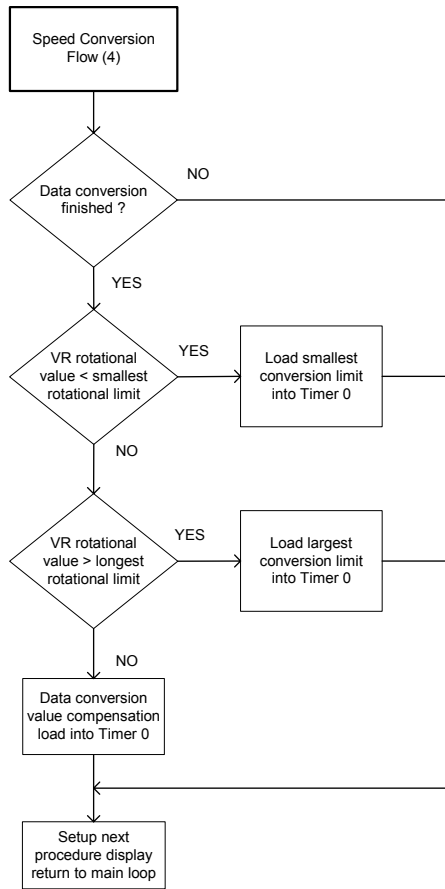 Speed Conversion
Flow (4)
Data conversion
finished ?
NO
YES
VR rotational
value < smallest
rotational limit
YES
Load smallest
conversion limit
into Timer 0
NO
VR rotational
value > longest
rotational limit
YES
Load largest
conversion limit
into Timer 0
NO
Data conversion
value compensation
load into Timer 0
Setup next
procedure display
return to main loop